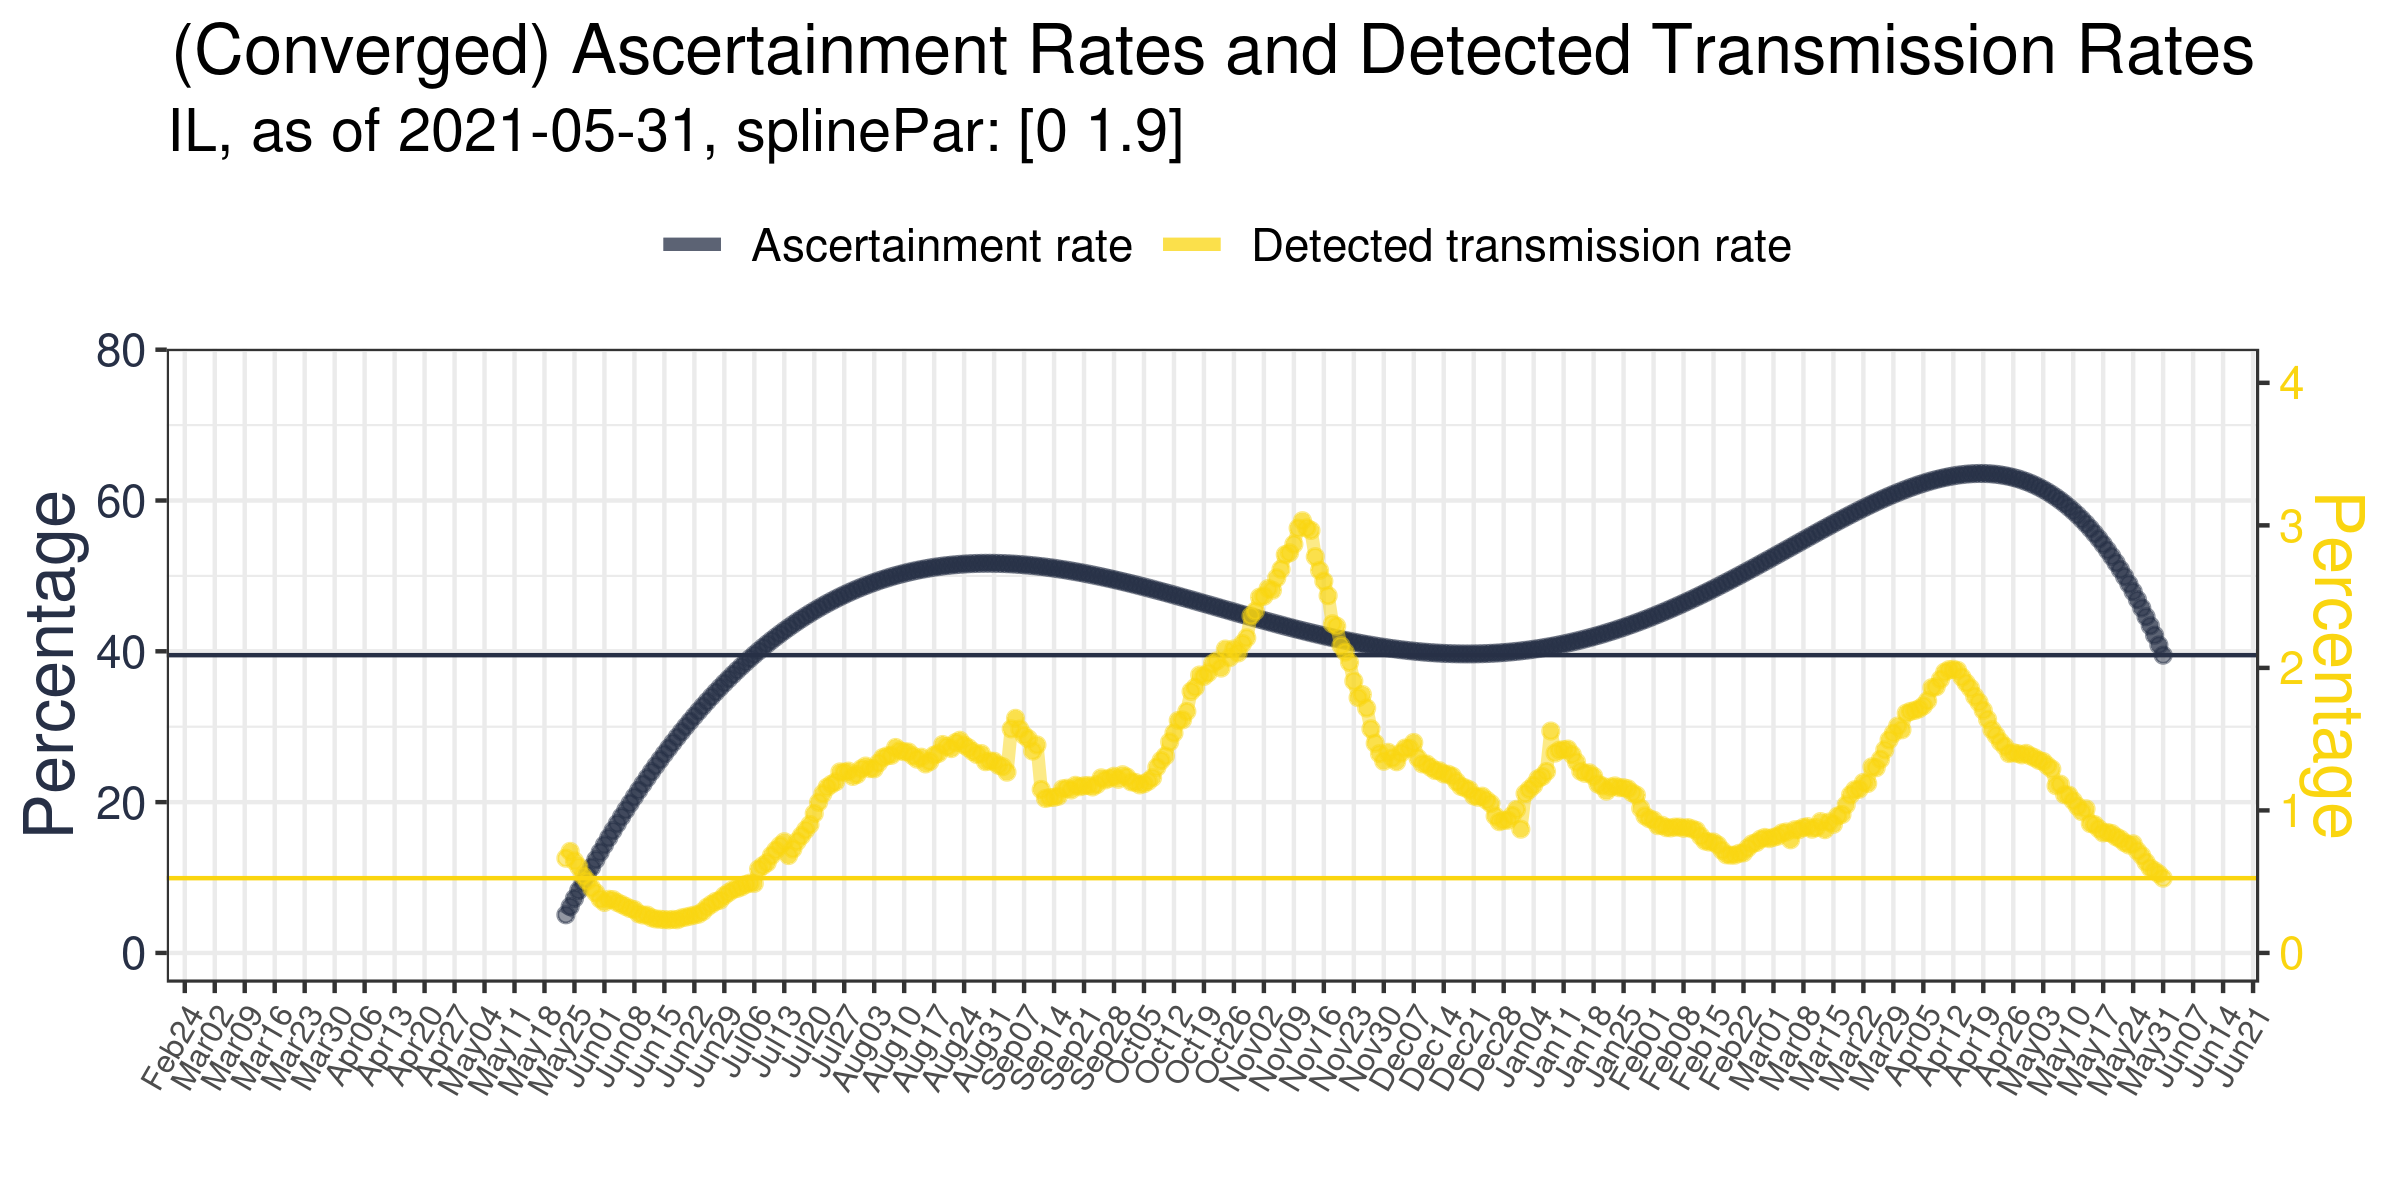 (Converged) Ascertainment Rates and Detected Transmission Rates
IL, as of 2021-05-31, splinePar: [0 1.9]
Ascertainment rate
Detected transmission rate
Percentage
80
60
40
20
0
4
3
2
1
0
Percentage
Feb24
Mar02
Mar09
Mar16
Mar23
Mar30
Apr06
Apr13
Apr20
Apr27
May04
May11
May18
May25
Jun01
Jun08
Jun15
Jun22
Jun29
Jul06
Jul13
Jul20
Jul27
Aug03
Aug10
Aug17
Aug24
Aug31
Sep07
Sep14
Sep21
Sep28
Oct05
Oct12
Oct19
Oct26
Nov02
Nov09
Nov16
Nov23
Nov30
Dec07
Dec14
Dec21
Dec28
Jan04
Jan11
Jan18
Jan25
Feb01
Feb08
Feb15
Feb22
Mar01
Mar08
Mar15
Mar22
Mar29
Apr05
Apr12
Apr19
Apr26
May03
May10
May17
May24
May31
Jun07
Jun14
Jun21